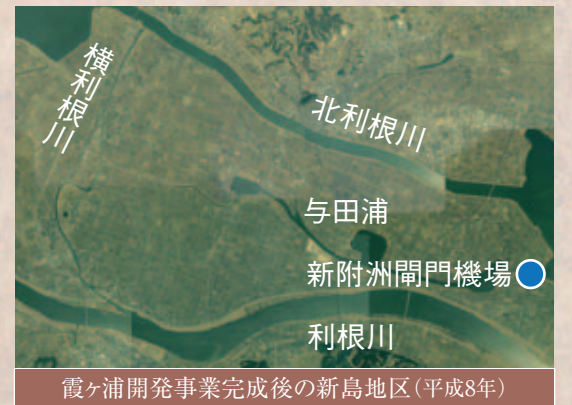 横利根川
北利根川
与田浦
新附洲閘門機場
利根川
霞ヶ浦開発事業完成後の新島地区(平成8年)